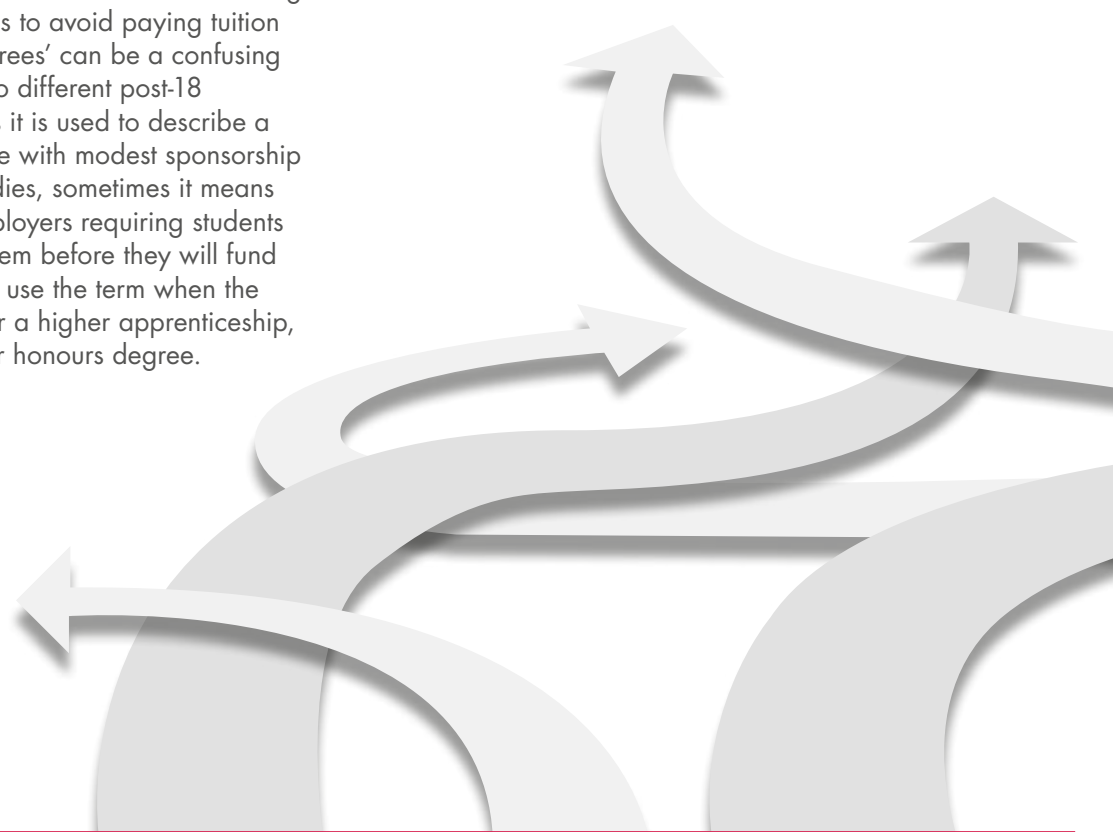 s to avoid paying tuition
rees’ can be a confusing
o different post-18
it is used to describe a
e with modest sponsorship
dies, sometimes it means
ployers requiring students
em before they will fund
use the term when the
r a higher apprenticeship,
r honours degree.